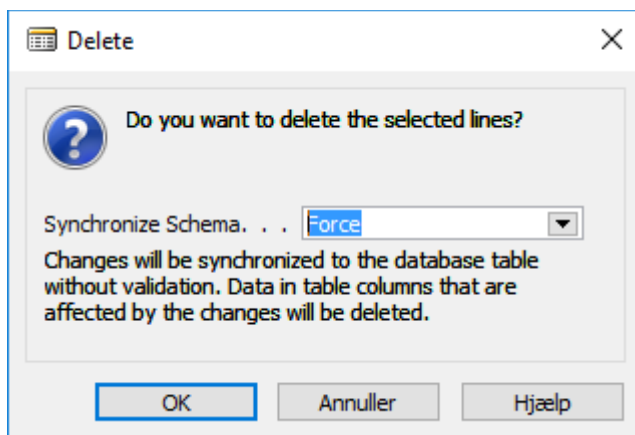 Delete
Do you want to delete the selected lines?
Synchronize Schema. . . Force
Changes will be synchronized to the database table
without validation. Data in table columns that are
affected by the changes will be deleted.
OK Annuller Hjælp